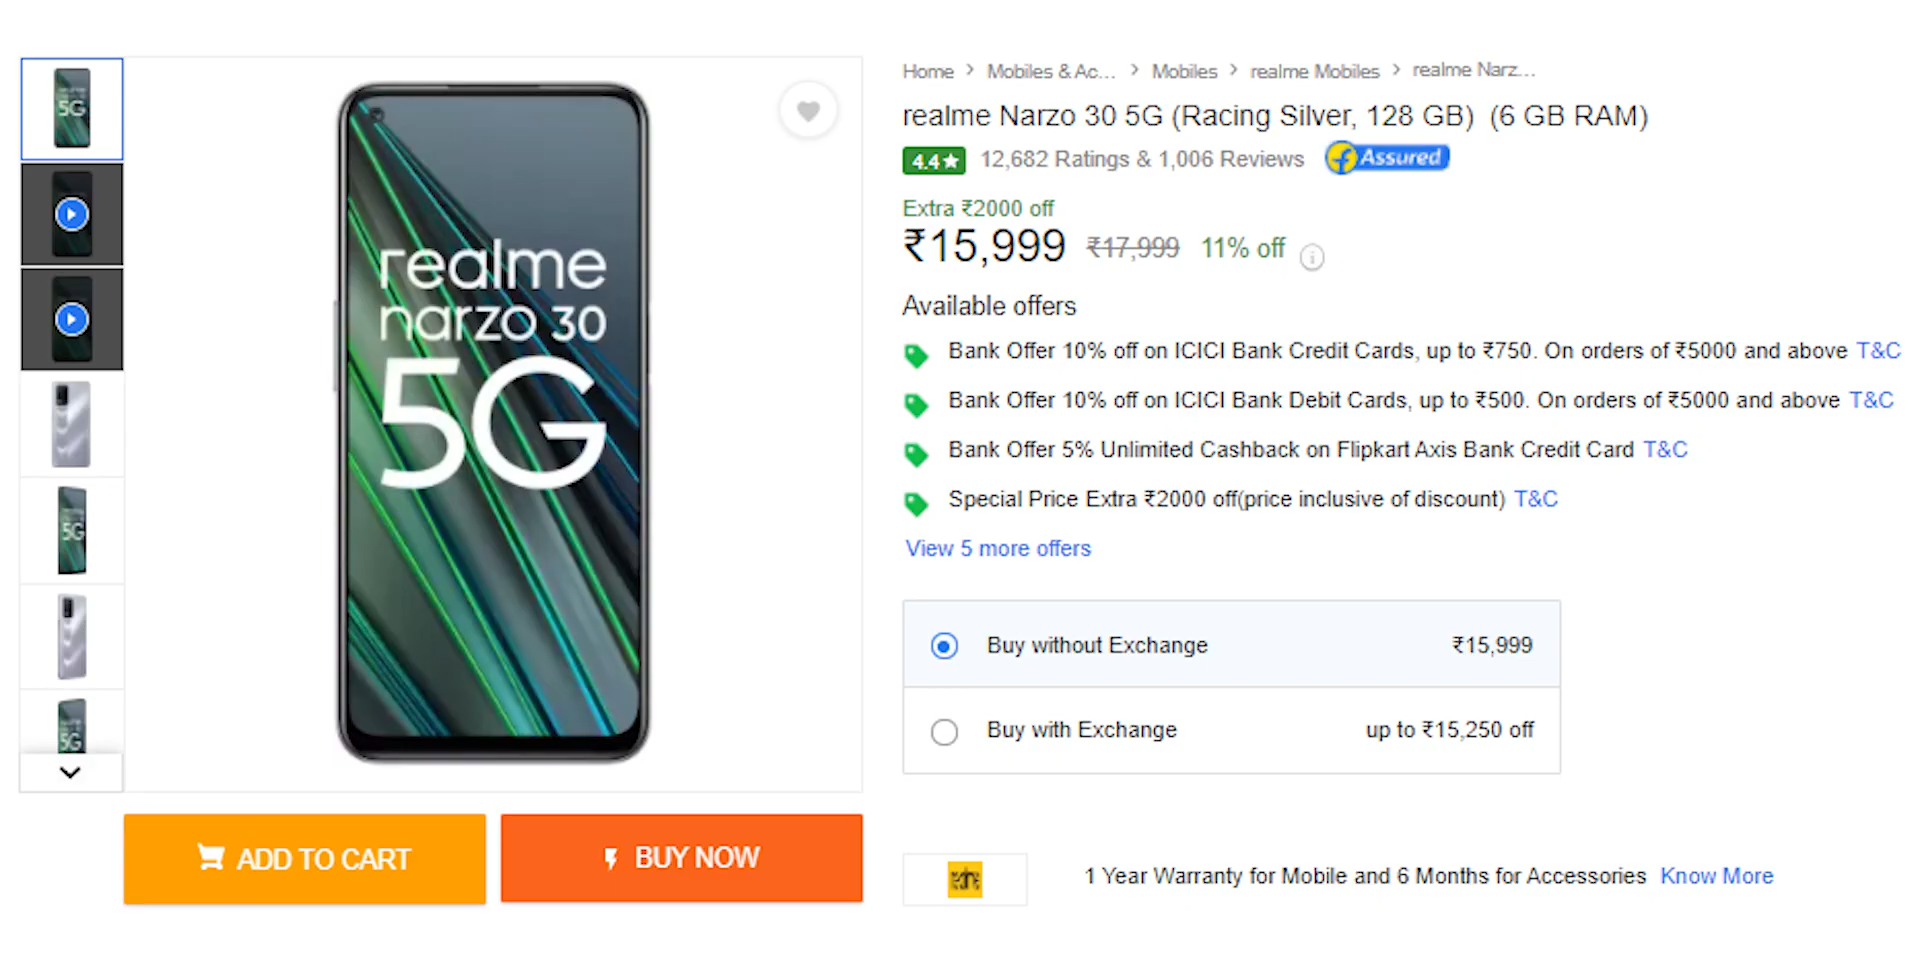 Home > Mobiles & Ac... > Mobiles > realme Mobiles > realme Narz...
realme Narzo 30 5G (Racing Silver, 128 GB) (6 GB RAM)
4.4★ 12,682 Ratings & 1,006 Reviews f Assured
Extra ₹2000 off
₹15,999 ₹17,999 11% off i
Available offers
Bank Offer 10% off on ICICI Bank Credit Cards, up to ₹750. On orders of ₹5000 and above T&C
Bank Offer 10% off on ICICI Bank Debit Cards, up to ₹500. On orders of ₹5000 and above T&C
Bank Offer 5% Unlimited Cashback on Flipkart Axis Bank Credit Card T&C
Special Price Extra ₹2000 off(price inclusive of discount) T&C
View 5 more offers
Buy without Exchange ₹15,999
Buy with Exchange up to ₹15,250 off
realme
1 Year Warranty for Mobile and 6 Months for Accessories Know More
5G
5G
5G
realme
narzo 30
5G
ADD TO CART
BUY NOW